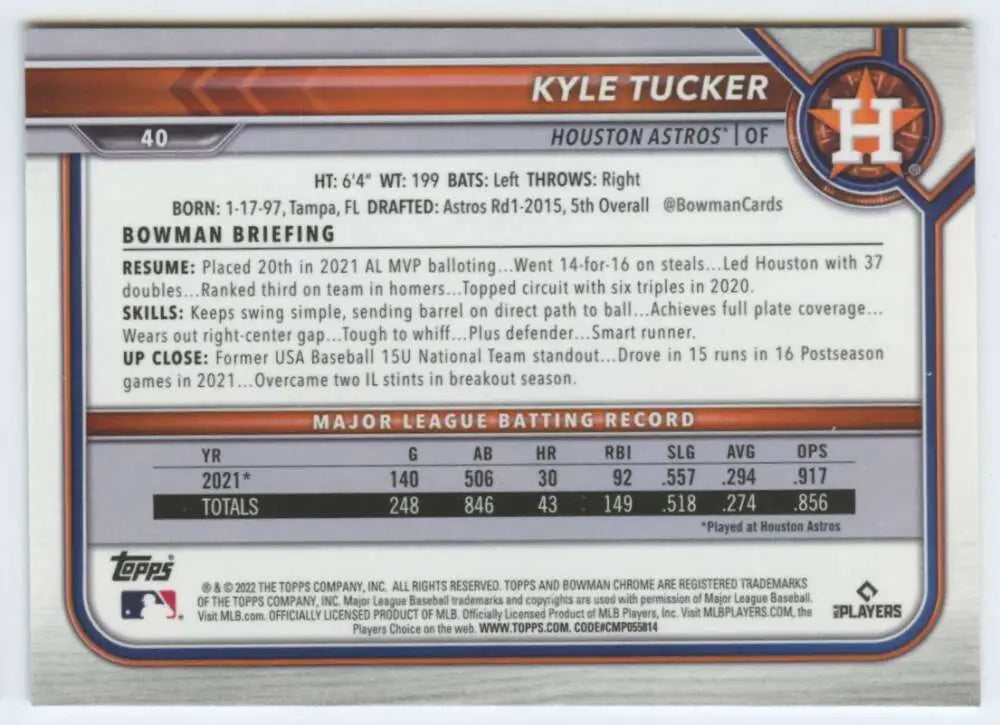 KYLE TUCKER
40
HOUSTON ASTROS® | OF
H
HT: 6'4" WT: 199 BATS: Left THROWS: Right
BORN: 1-17-97, Tampa, FL DRAFTED: Astros Rd1-2015, 5th Overall @BowmanCards
BOWMAN BRIEFING
RESUME: Placed 20th in 2021 AL MVP balloting...Went 14-for-16 on steals...Led Houston with 37
doubles...Ranked third on team in homers...Topped circuit with six triples in 2020.
SKILLS: Keeps swing simple, sending barrel on direct path to ball...Achieves full plate coverage...
Wears out right-center gap...Tough to whiff...Plus defender...Smart runner.
UP CLOSE: Former USA Baseball 15U National Team standout...Drove in 15 runs in 16 Postseason
games in 2021...Overcame two IL stints in breakout season.
MAJOR LEAGUE BATTING RECORD
YR G AB HR RBI SLG AVG OPS
2021* 140 506 30 92 .557 .294 .917
TOTALS 248 846 43 149 .518 .274 .856
*Played at Houston Astros
Topps®
® & © 2022 THE TOPPS COMPANY, INC. ALL RIGHTS RESERVED. TOPPS AND BOWMAN CHROME ARE REGISTERED TRADEMARKS
OF THE TOPPS COMPANY, INC. Major League Baseball trademarks and copyrights are used with permission of Major League Baseball.
Visit MLB.com. OFFICIALLY LICENSED PRODUCT OF MLB. Officially Licensed Product of MLB Players, Inc. Visit MLBPLAYERS.COM, the
Players Choice on the web. WWW.TOPPS.COM. CODE#CMP055814
MLB PLAYERS